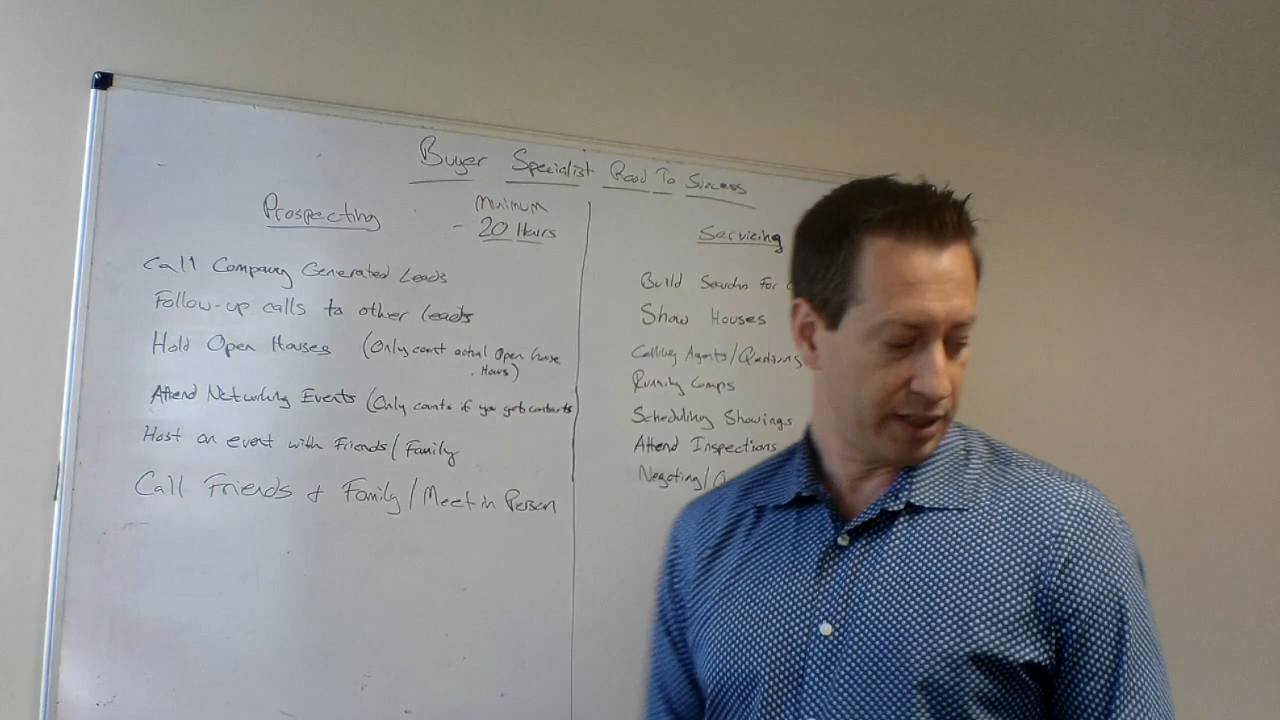 Buyer Specialist Road To Success
Prospecting
Minimum
- 20 Hours
Call Company Generated Leads
Follow-up calls to other leads
Hold Open Houses (Only count actual Open house
Hours)
Attend Networking Events (Only counts if you get contacts
Host an event with Friends/Family
Call Friends + Family/Meet in Person
Servicing
Build For
Show Houses
Calling Agents/
Running Comps
Scheduling Showings
Attend Inspections
Negoting/